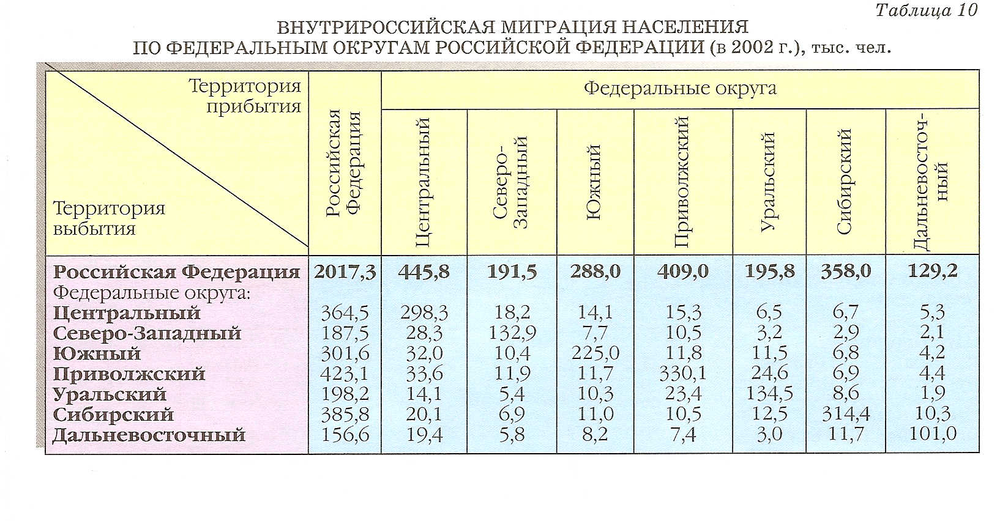 Таблица 10
ВНУТРИРОССИЙСКАЯ МИГРАЦИЯ НАСЕЛЕНИЯ
ПО ФЕДЕРАЛЬНЫМ ОКРУГАМ РОССИЙСКОЙ ФЕДЕРАЦИИ (в 2002 г.), тыс. чел.
Территория
прибытия
Территория
выбытия
Российская
Федерация
Федеральные округа
Центральный
Северо-
Западный
Южный
Приволжский
Уральский
Сибирский
Дальневосточ-
ный
Российская Федерация 2017,3 445,8 191,5 288,0 409,0 195,8 358,0 129,2
Федеральные округа:
Центральный 364,5 298,3 18,2 14,1 15,3 6,5 6,7 5,3
Северо-Западный 187,5 28,3 132,9 7,7 10,5 3,2 2,9 2,1
Южный 301,6 32,0 10,4 225,0 11,8 11,5 6,8 4,2
Приволжский 423,1 33,6 11,9 11,7 330,1 24,6 6,9 4,4
Уральский 198,2 14,1 5,4 10,3 23,4 134,5 8,6 1,9
Сибирский 385,8 20,1 6,9 11,0 10,5 12,5 314,4 10,3
Дальневосточный 156,6 19,4 5,8 8,2 7,4 3,0 11,7 101,0